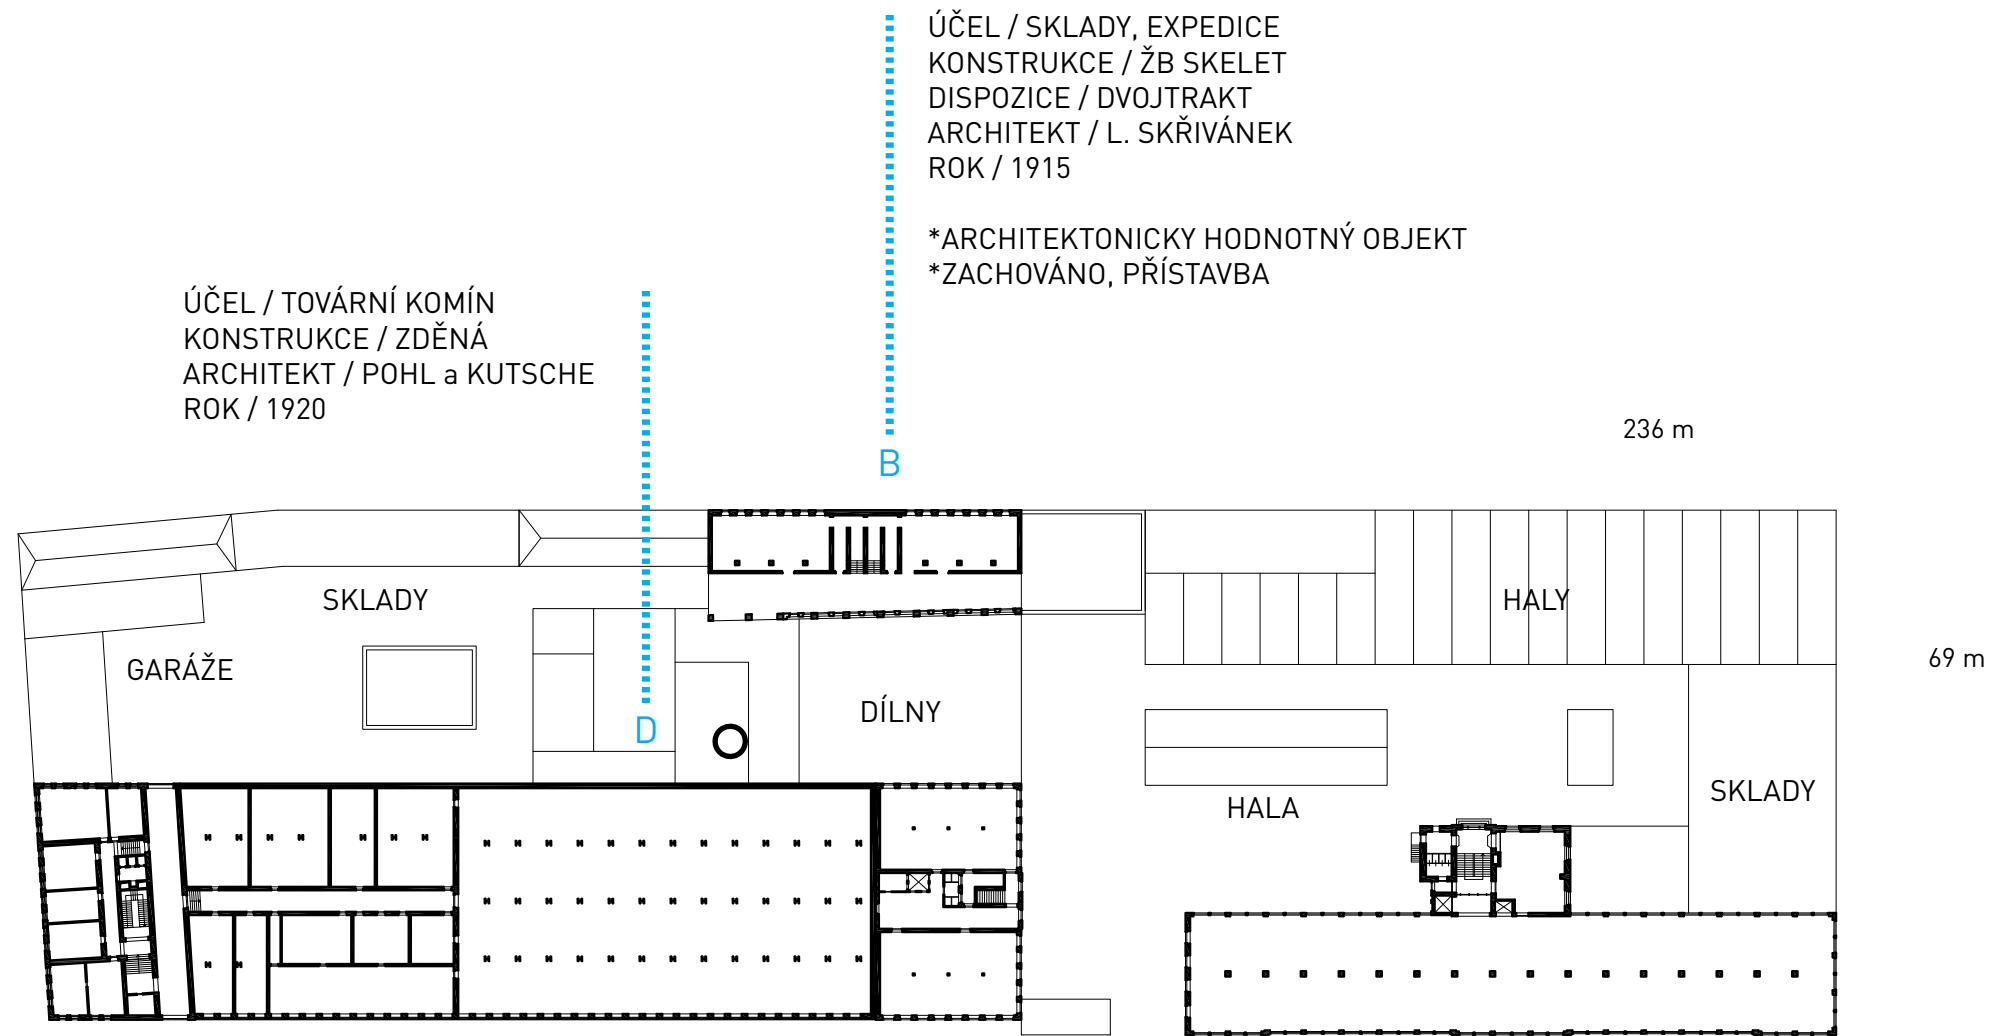 ÚČEL / SKLADY, EXPEDICE
KONSTRUKCE / ŽB SKELET
DISPOZICE / DVOJTRAKT
ARCHITEKT / L. SKŘIVÁNEK
ROK / 1915
*ARCHITEKTONICKY HODNOTNÝ OBJEKT
*ZACHOVÁNO, PŘÍSTAVBA
ÚČEL / TOVÁRNÍ KOMÍN
KONSTRUKCE / ZDĚNÁ
ARCHITEKT / POHL a KUTSCHE
ROK / 1920
236 m
B
SKLADY
HALY
GARÁŽE
69 m
DÍLNY
D
SKLADY
HALA